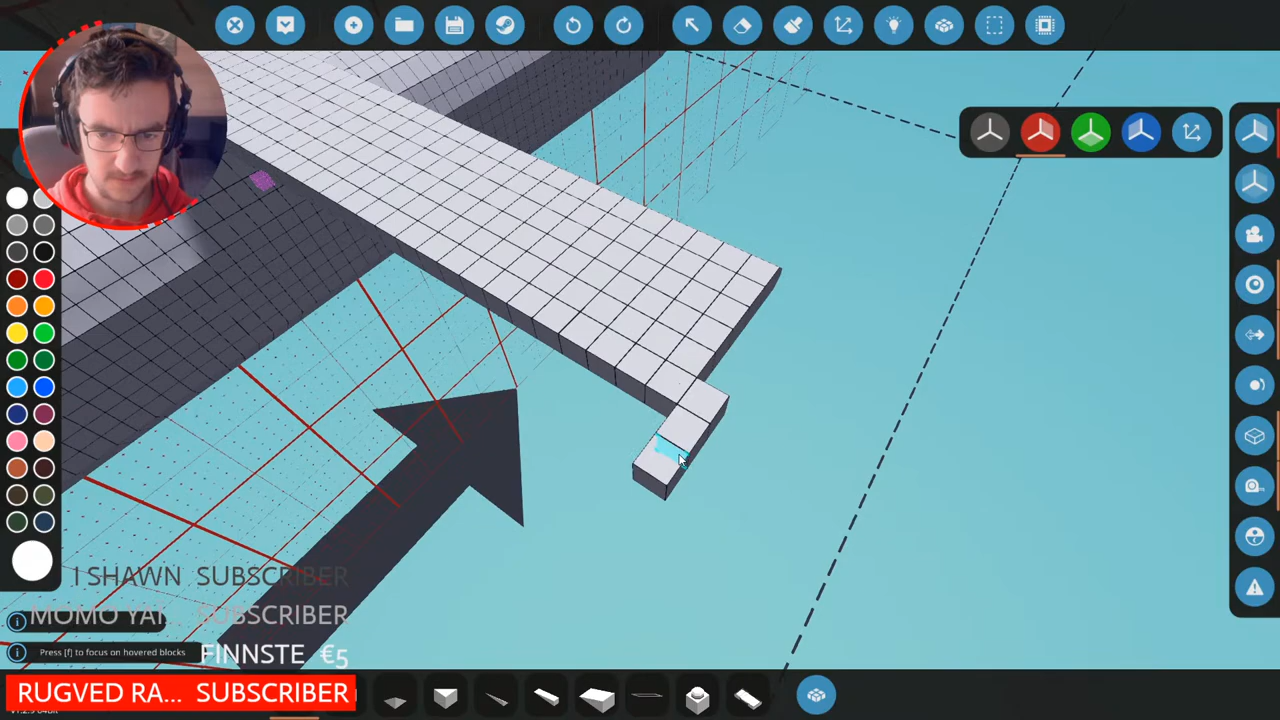 I SHAWN SUBSCRIBER
MOMO YAI... SUBSCRIBER
Press [f] to focus on hovered blocks
FINNSTE €5
RUGVED RA... SUBSCRIBER